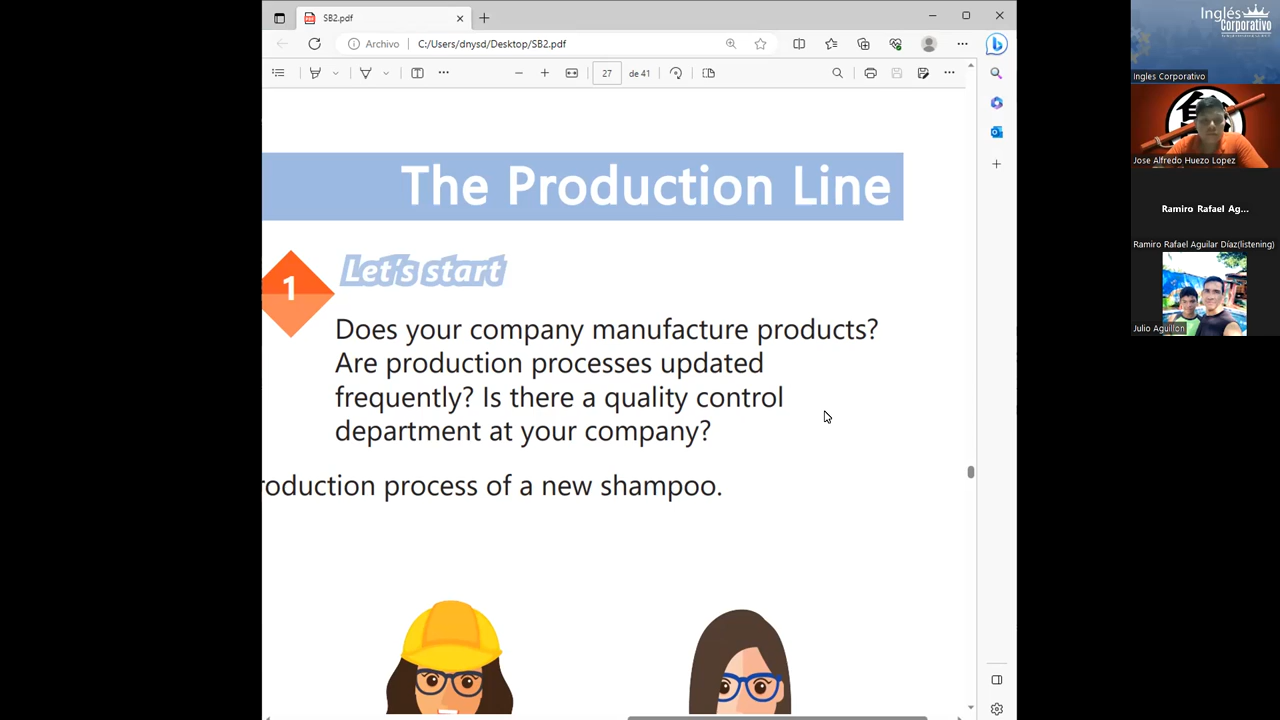 SB2.pdf
Archivo
C:/Users/dnysd/Desktop/SB2.pdf
27
de 41
The Production Line
1
Let's start
Does your company manufacture products?
Are production processes updated
frequently? Is there a quality control
department at your company?
roduction process of a new shampoo.
Inglés
Corporativo
Ingles Corporativo
Jose Alfredo Huezo Lopez
Ramiro Rafael Ag...
Ramiro Rafael Aguilar Díaz(listening)
Julio Aguillon